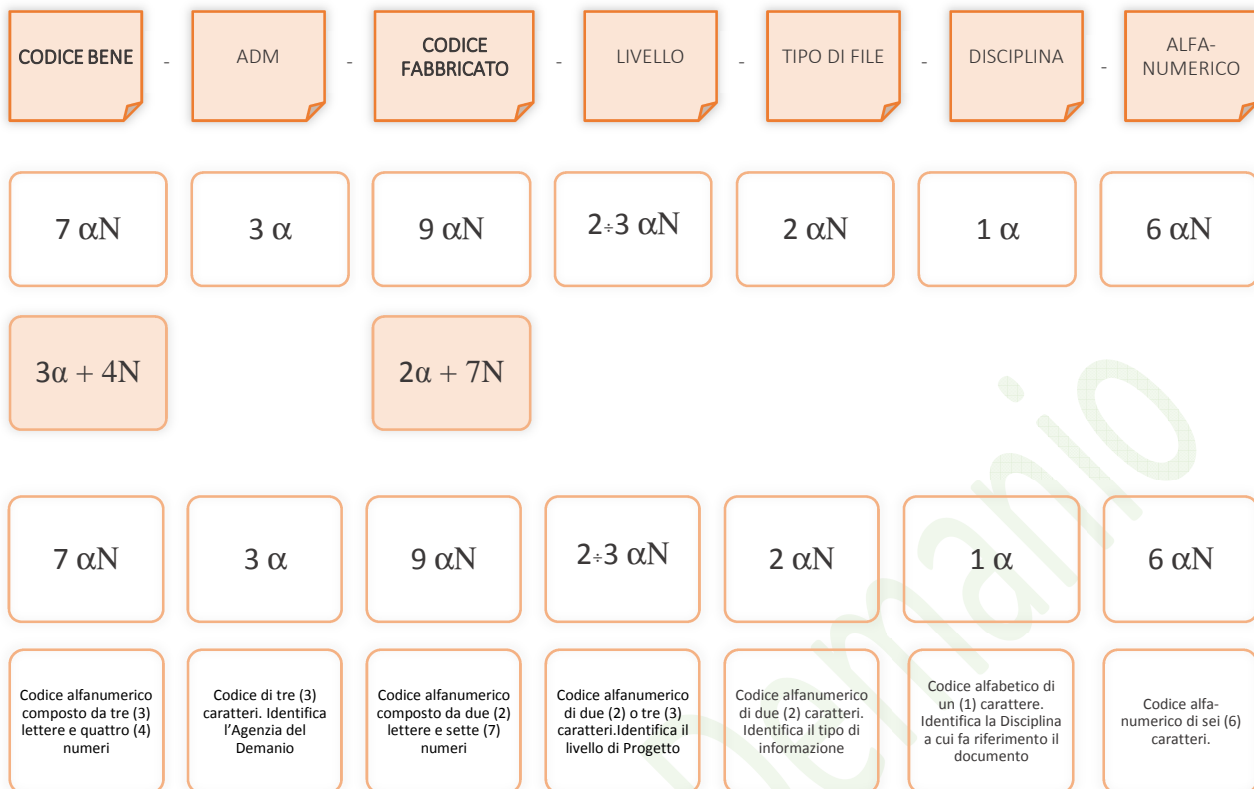 CODICE BENE - ADM - CODICE FABBRICATO - LIVELLO - TIPO DI FILE - DISCIPLINA - ALFA-NUMERICO
7 αN 3 α 9 αN 2÷3 αN 2 αN 1 α 6 αN
3α + 4N 2α + 7N
7 αN 3 α 9 αN 2÷3 αN 2 αN 1 α 6 αN
Codice alfanumerico
composto da tre (3)
lettere e quattro (4)
numeri
Codice di tre (3)
caratteri. Identifica
l'Agenzia del
Demanio
Codice alfanumerico
composto da due (2)
lettere e sette (7)
numeri
Codice alfanumerico
di due (2) o tre (3)
caratteri.Identifica il
livello di Progetto
Codice alfanumerico
di due (2) caratteri.
Identifica il tipo di
informazione
Codice alfabetico di
un (1) carattere.
Identifica la Disciplina
a cui fa riferimento il
documento
Codice alfa-
numerico di sei (6)
caratteri.
Demanio